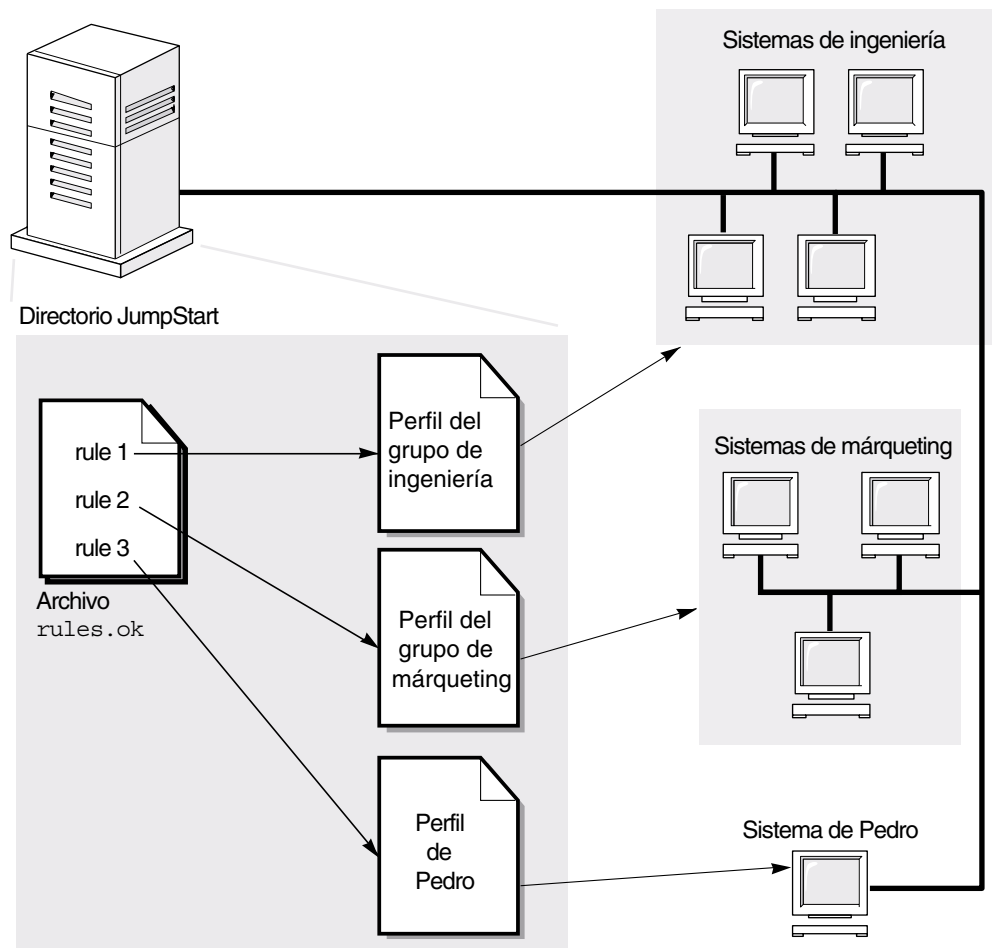 Sistemas de ingeniería
Directorio JumpStart
rule 1
rule 2
rule 3
Archivo
rules.ok
Perfil del
grupo de
ingeniería
Perfil del
grupo de
márqueting
Perfil
de
Pedro
Sistemas de márqueting
Sistema de Pedro